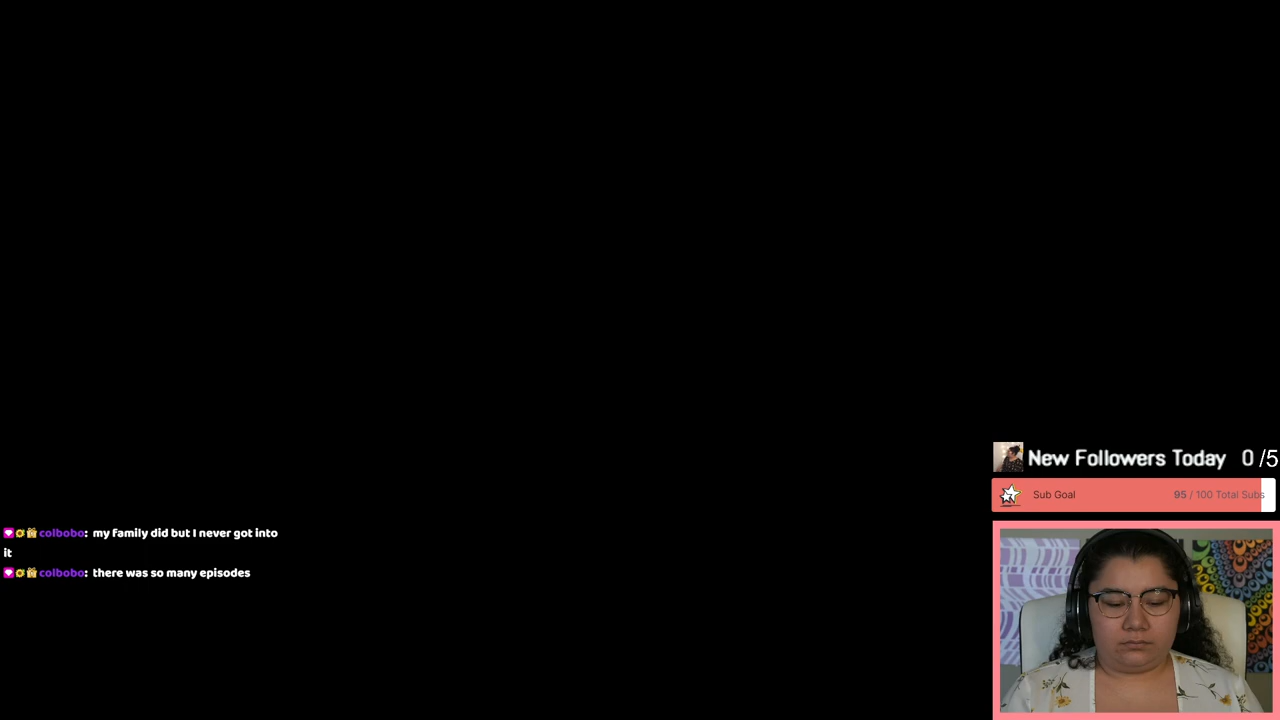 New Followers Today 0 /5
Sub Goal 95 / 100 Total Subs
colbobo: my family did but I never got into
it
colbobo: there was so many episodes